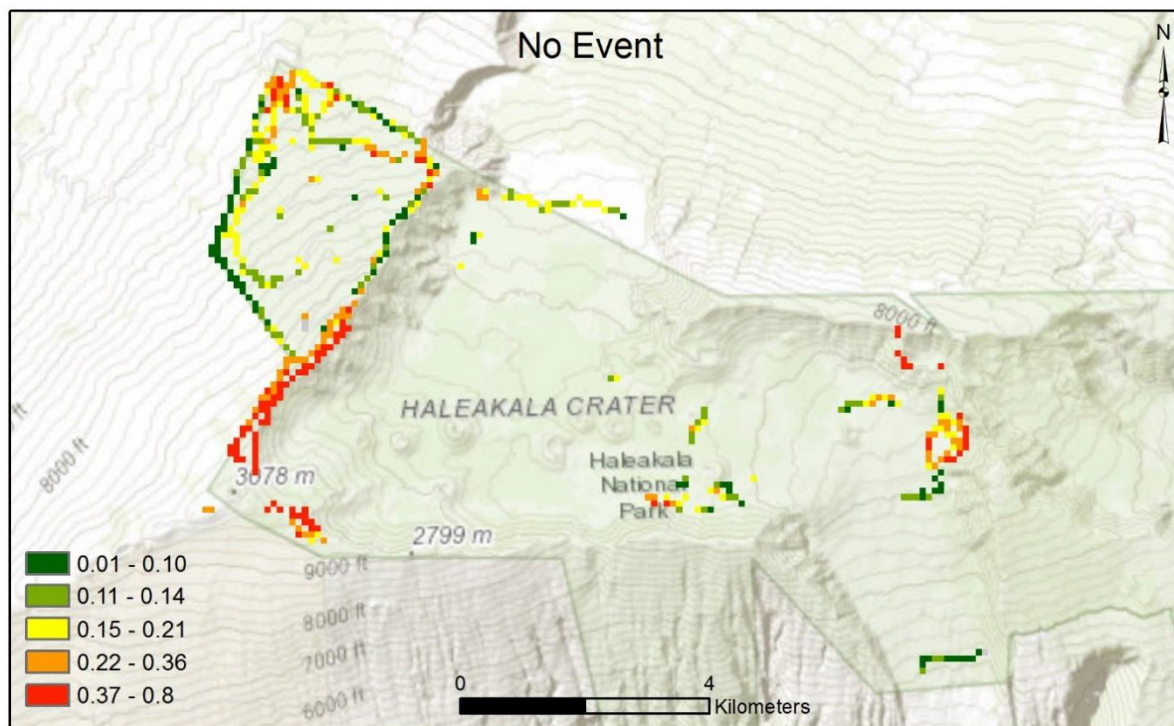 No Event
N
8000 ft
HALEAKALA CRATER
Haleakala
National
Park
8000 ft
3078 m
2799 m
9000 ft
8000 ft
7000 ft
6000 ft
0.01 - 0.10
0.11 - 0.14
0.15 - 0.21
0.22 - 0.36
0.37 - 0.8
0 4
Kilometers